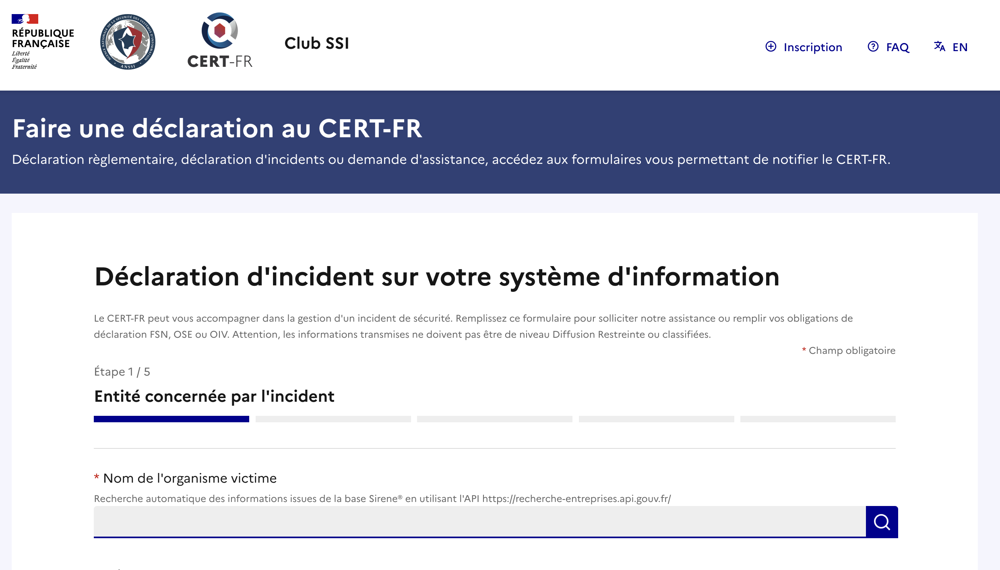 RÉPUBLIQUE
FRANÇAISE
Liberté
Égalité
Fraternité
AGENCE NATIONALE DE LA SÉCURITÉ DES SYSTÈMES D'INFORMATION
ANSSI
CERT-FR
Club SSI
Inscription
FAQ
EN
Faire une déclaration au CERT-FR
Déclaration règlementaire, déclaration d'incidents ou demande d'assistance, accédez aux formulaires vous permettant de notifier le CERT-FR.
Déclaration d'incident sur votre système d'information
Le CERT-FR peut vous accompagner dans la gestion d'un incident de sécurité. Remplissez ce formulaire pour solliciter notre assistance ou remplir vos obligations de
déclaration FSN, OSE ou OIV. Attention, les informations transmises ne doivent pas être de niveau Diffusion Restreinte ou classifiées.
* Champ obligatoire
Étape 1 / 5
Entité concernée par l'incident
* Nom de l'organisme victime
Recherche automatique des informations issues de la base Sirene® en utilisant l'API https://recherche-entreprises.api.gouv.fr/